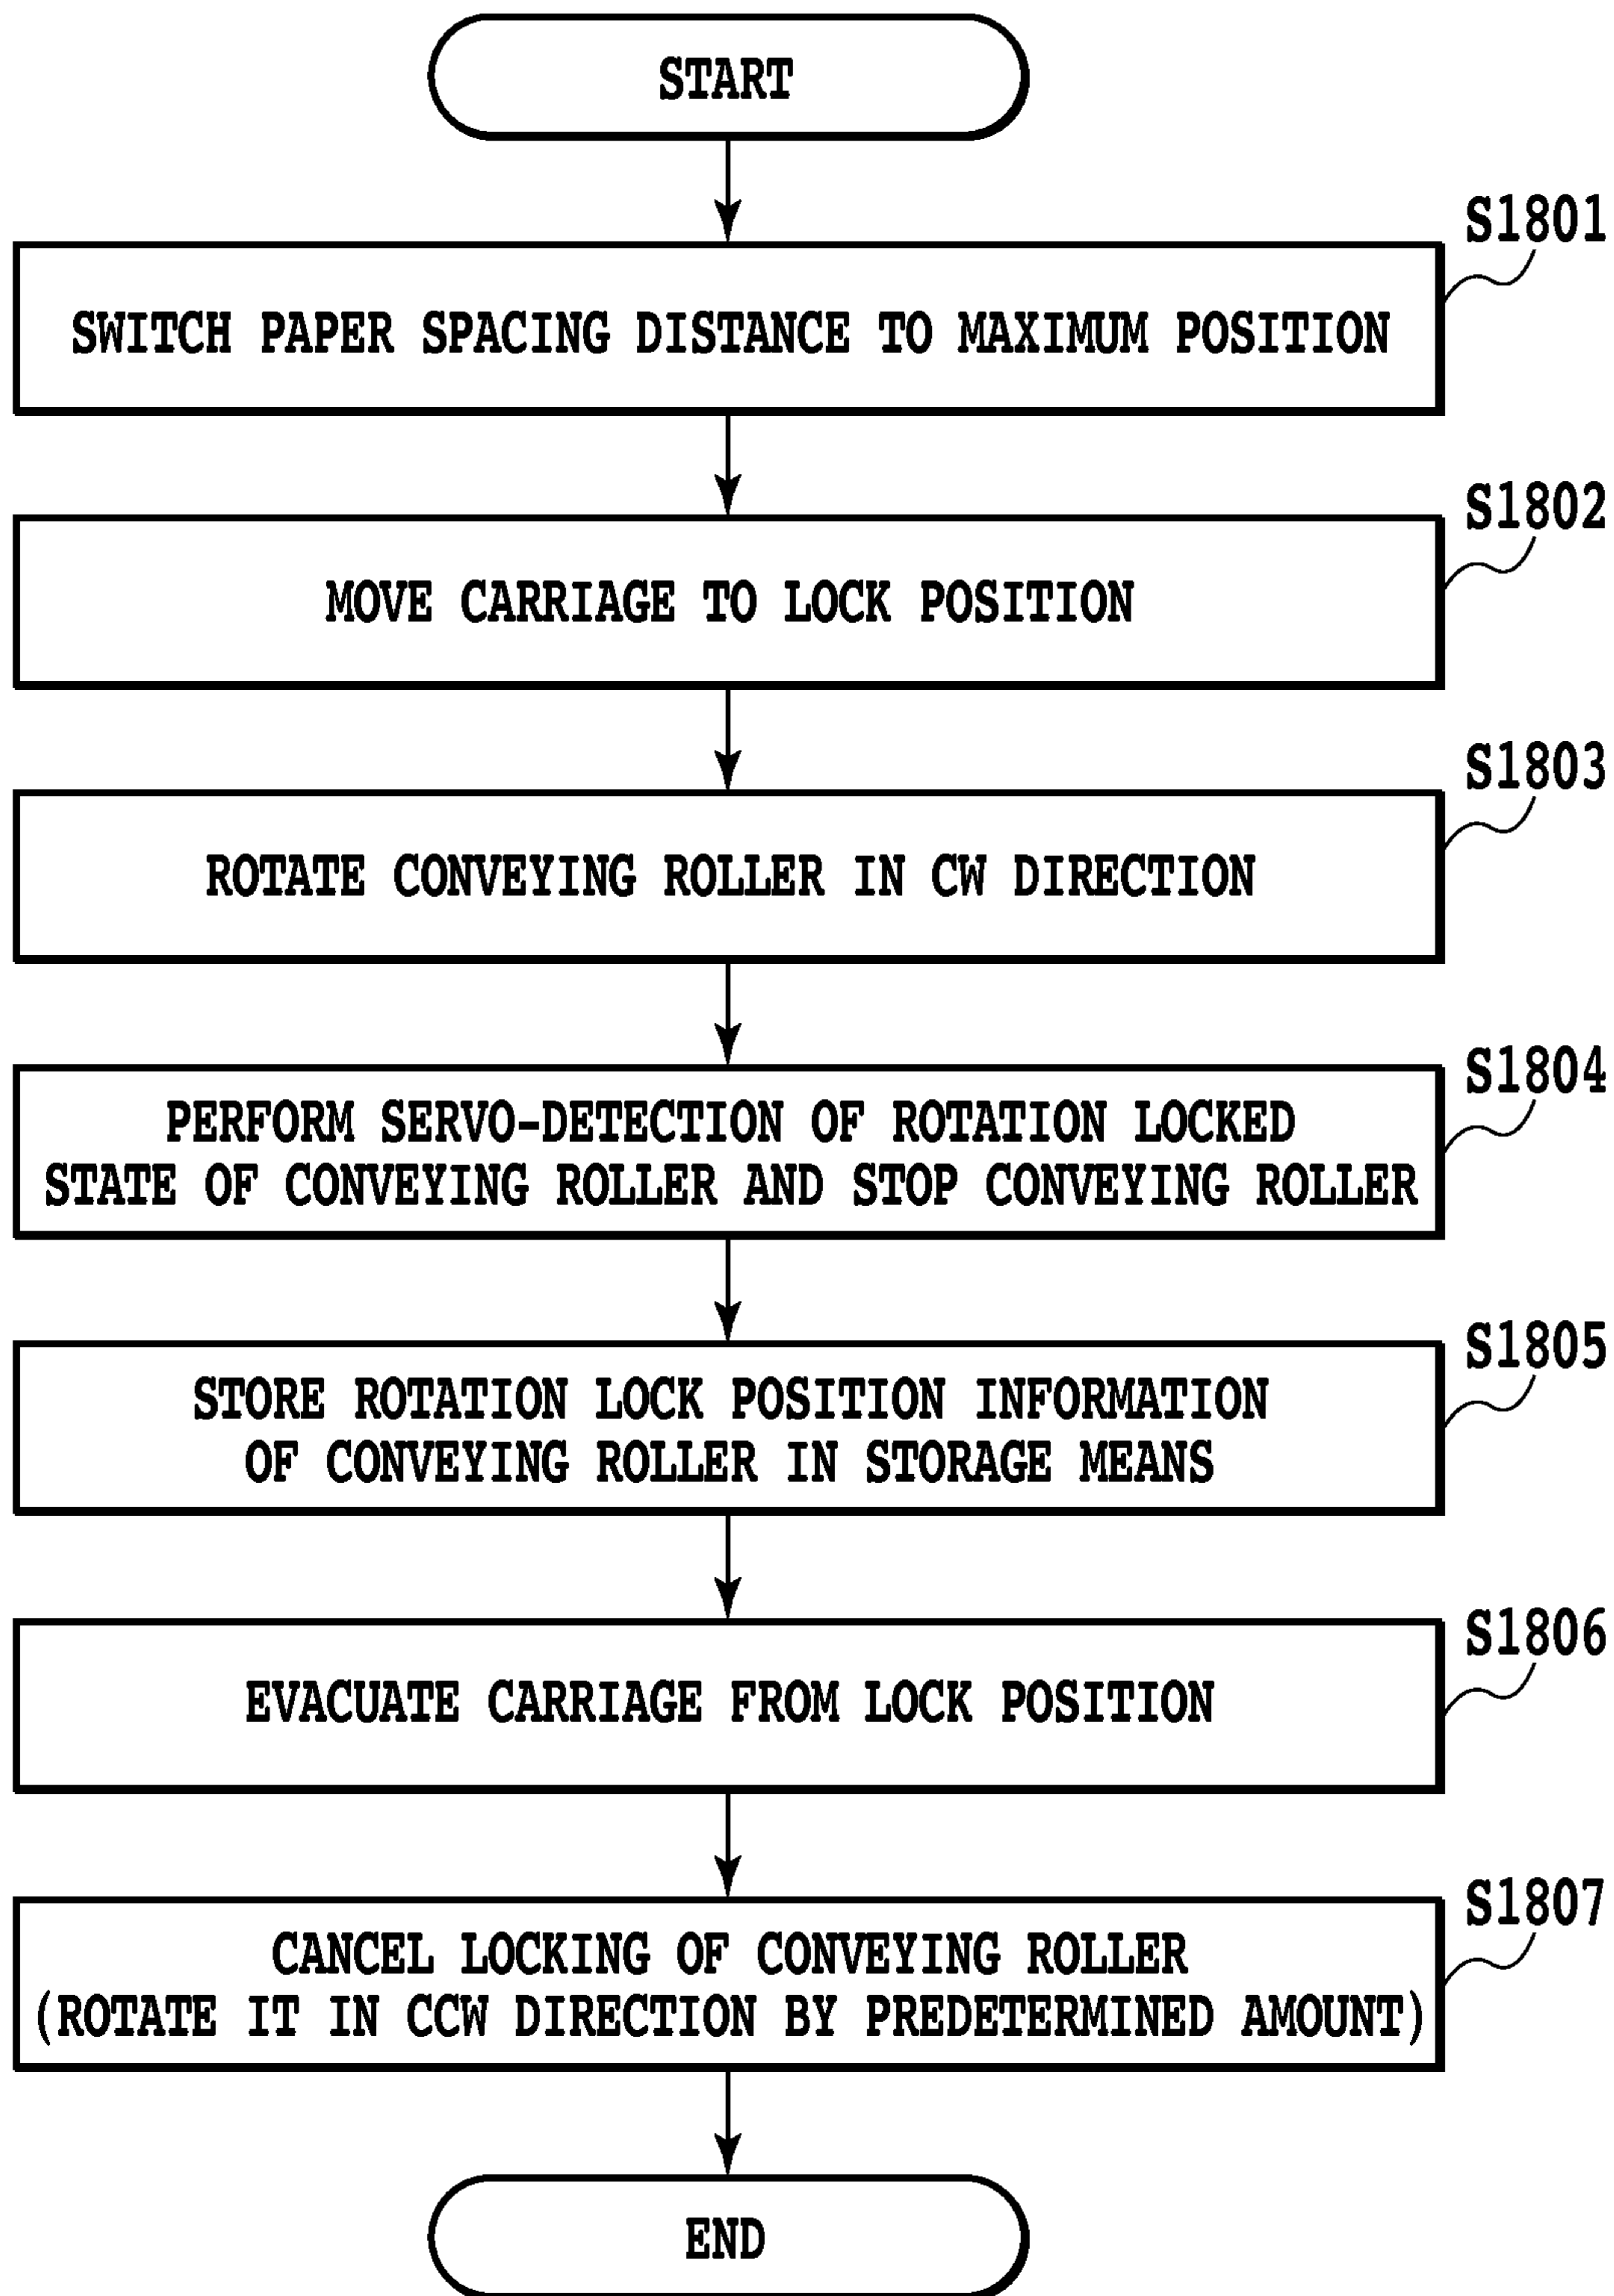 START
S1801
SWITCH PAPER SPACING DISTANCE TO MAXIMUM POSITION
S1802
MOVE CARRIAGE TO LOCK POSITION
S1803
ROTATE CONVEYING ROLLER IN CW DIRECTION
S1804
PERFORM SERVO-DETECTION OF ROTATION LOCKED
STATE OF CONVEYING ROLLER AND STOP CONVEYING ROLLER
S1805
STORE ROTATION LOCK POSITION INFORMATION
OF CONVEYING ROLLER IN STORAGE MEANS
S1806
EVACUATE CARRIAGE FROM LOCK POSITION
S1807
CANCEL LOCKING OF CONVEYING ROLLER
(ROTATE IT IN CCW DIRECTION BY PREDETERMINED AMOUNT)
END